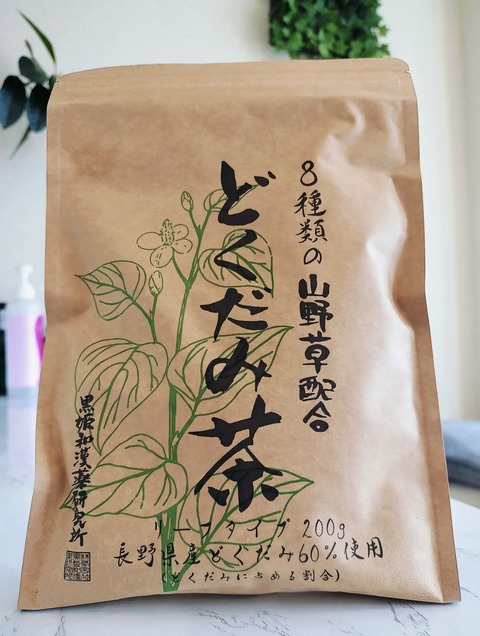 8種類の山野草配合
どくだみ茶
黒姫和漢薬研究所
リーフタイプ 200g
長野県産どくだみ60%使用
(どくだみに占める割合)